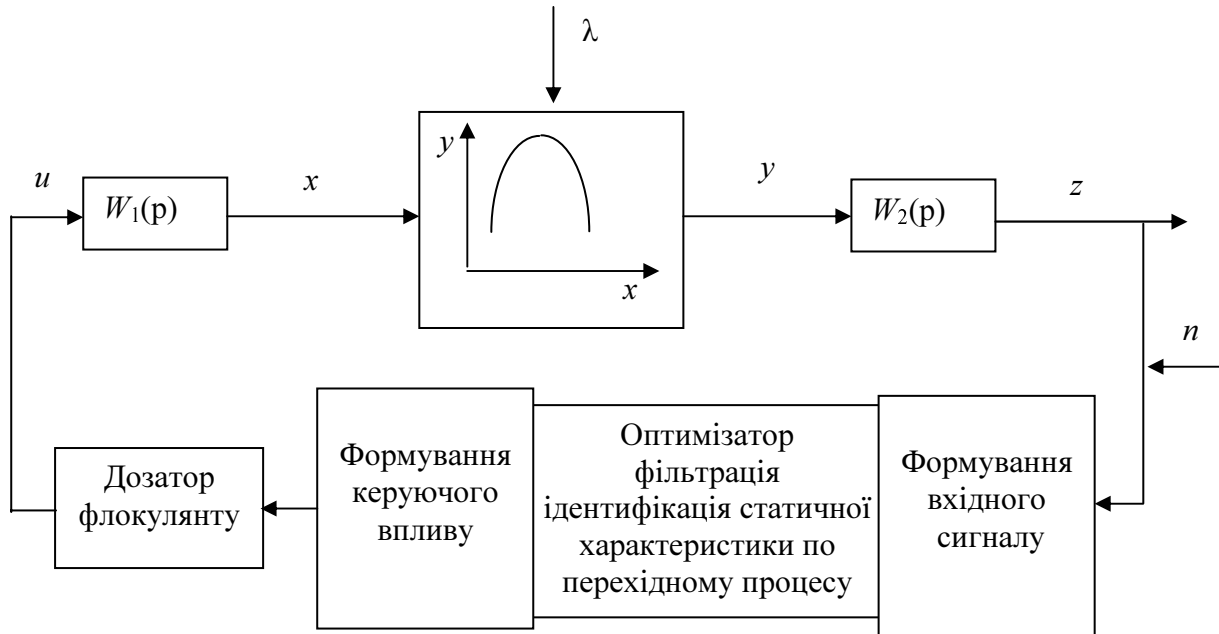 λ
y
x
u
W₁(p)
x
y
W₂(p)
z
n
Дозатор
флокулянту
Формування
керуючого
впливу
Оптимізатор
фільтрація
ідентифікація статичної
характеристики по
перехідному процесу
Формування
вхідного
сигналу